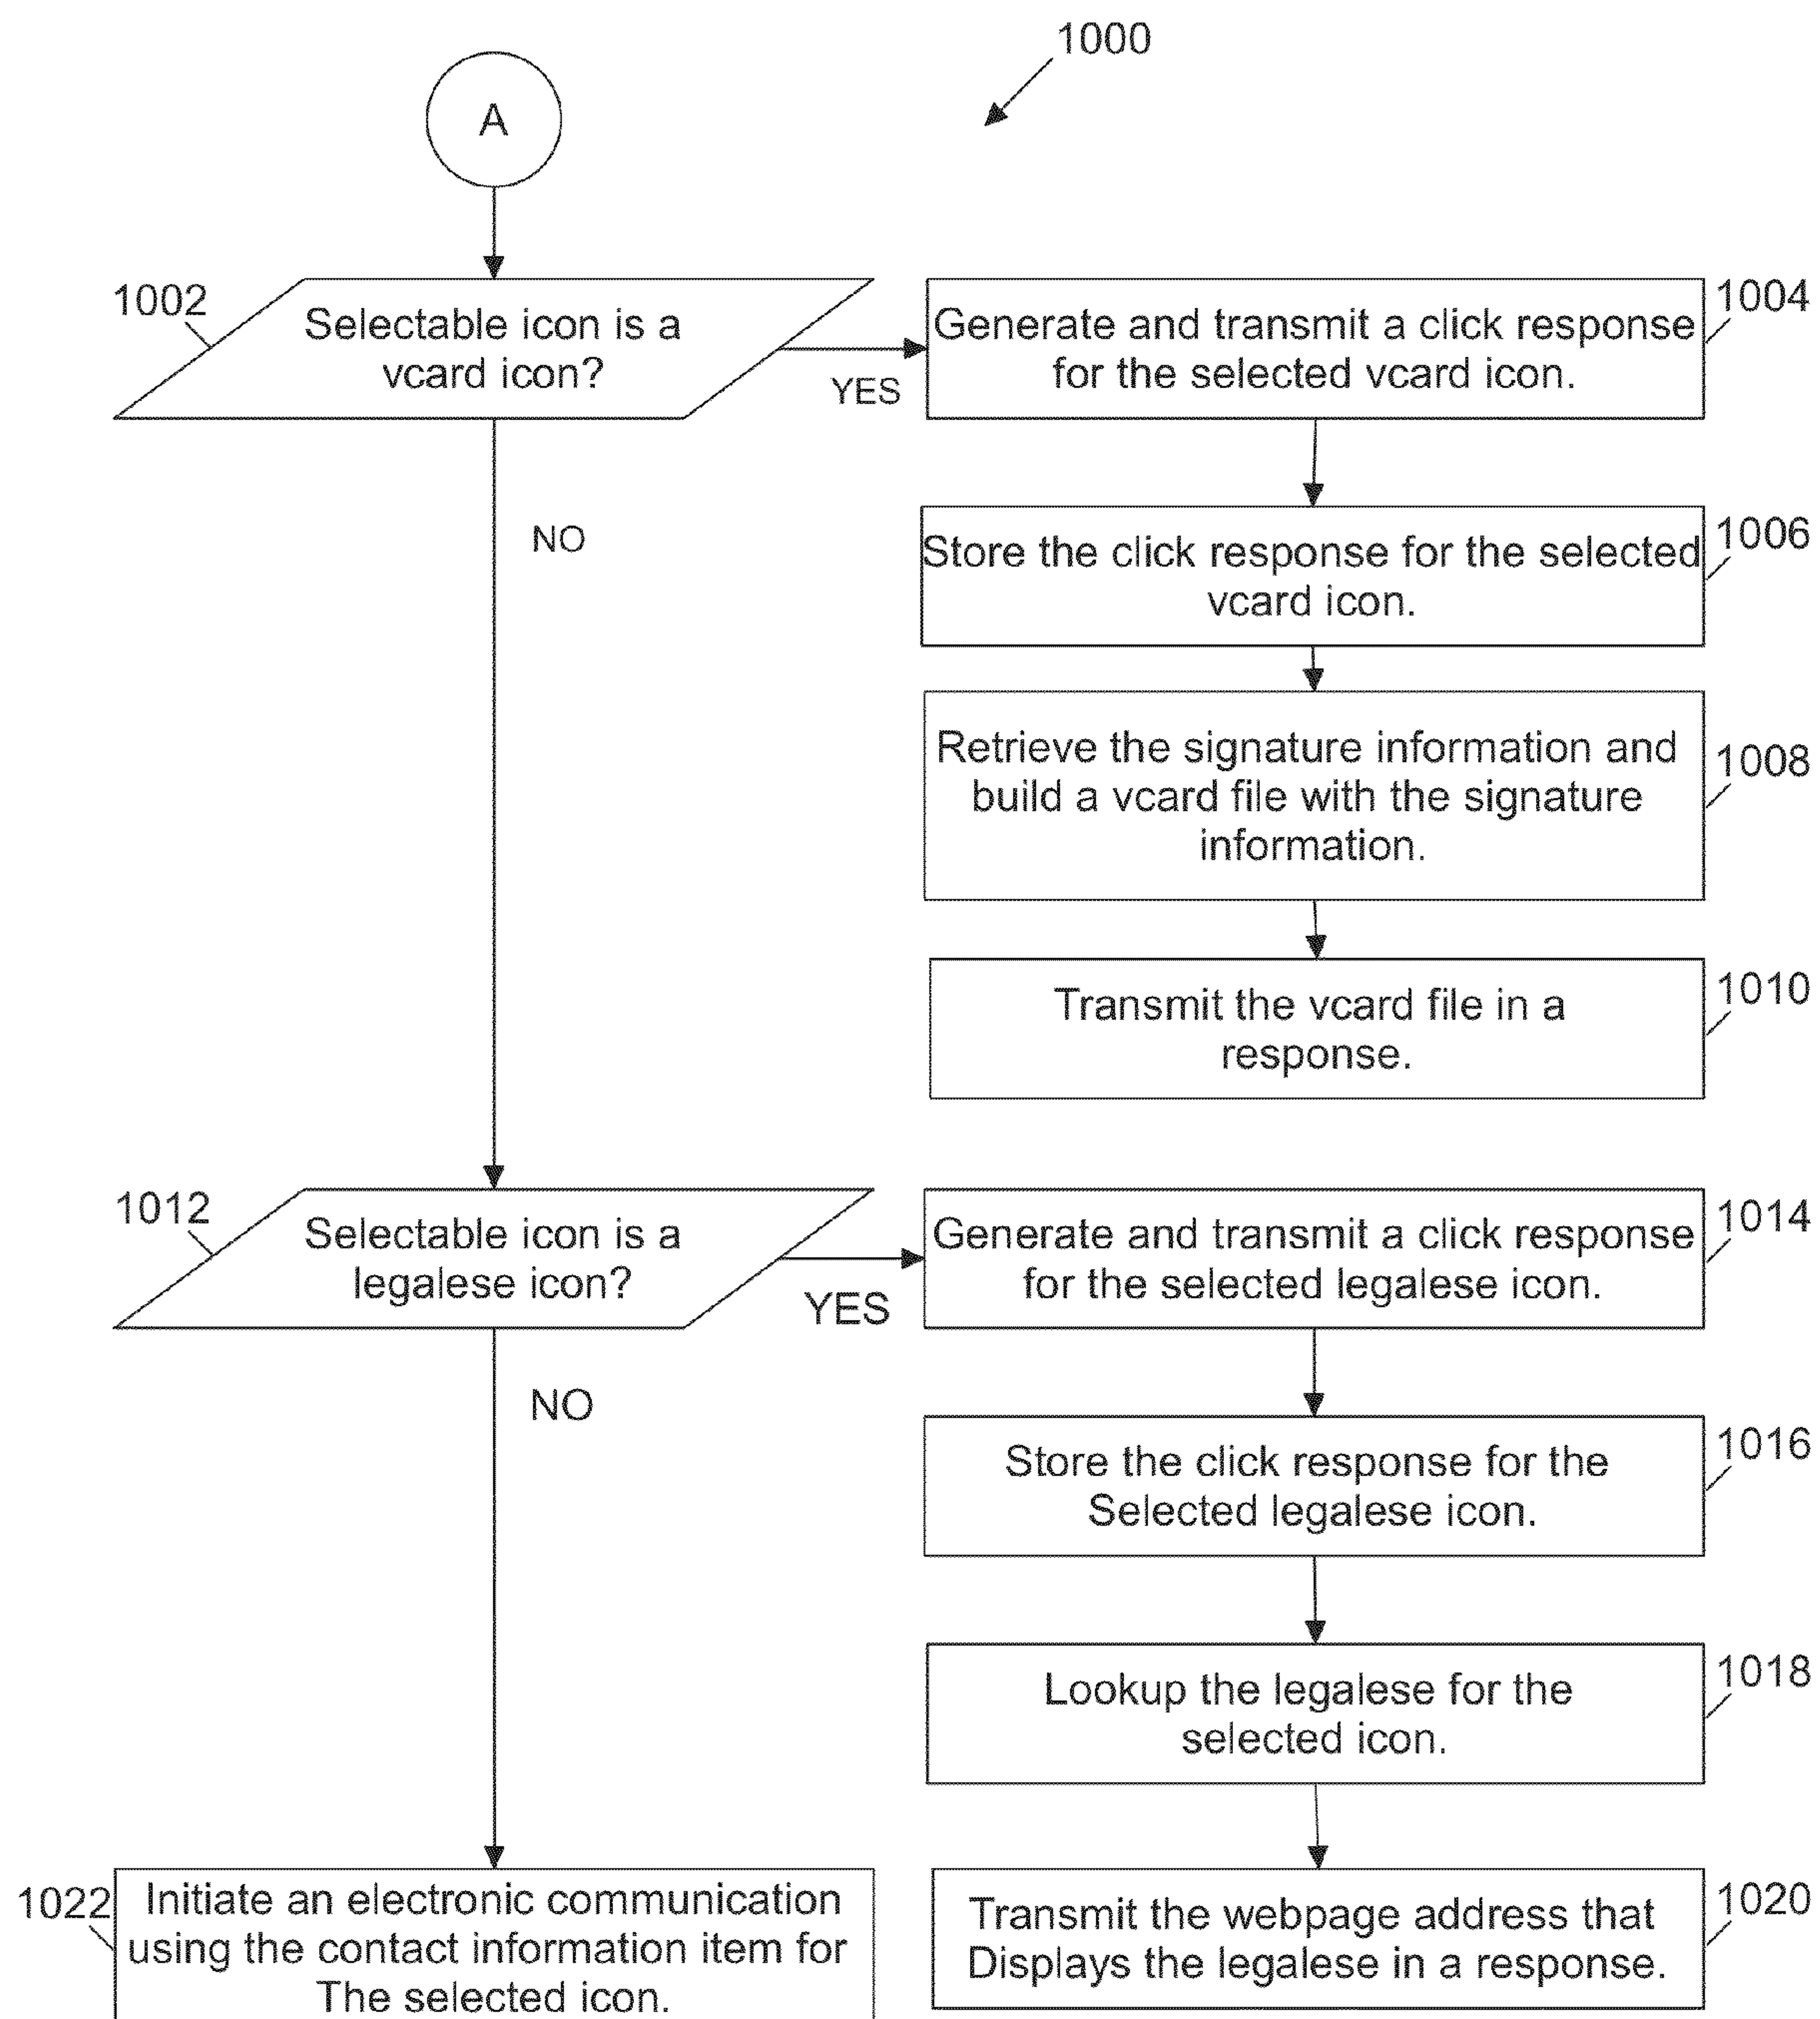 1000
A
1002
Selectable icon is a
vcard icon?
YES
NO
1004
Generate and transmit a click response
for the selected vcard icon.
1006
Store the click response for the selected
vcard icon.
1008
Retrieve the signature information and
build a vcard file with the signature
information.
1010
Transmit the vcard file in a
response.
1012
Selectable icon is a
legalese icon?
YES
NO
1014
Generate and transmit a click response
for the selected legalese icon.
1016
Store the click response for the
Selected legalese icon.
1018
Lookup the legalese for the
selected icon.
1020
Transmit the webpage address that
Displays the legalese in a response.
1022
Initiate an electronic communication
using the contact information item for
The selected icon.